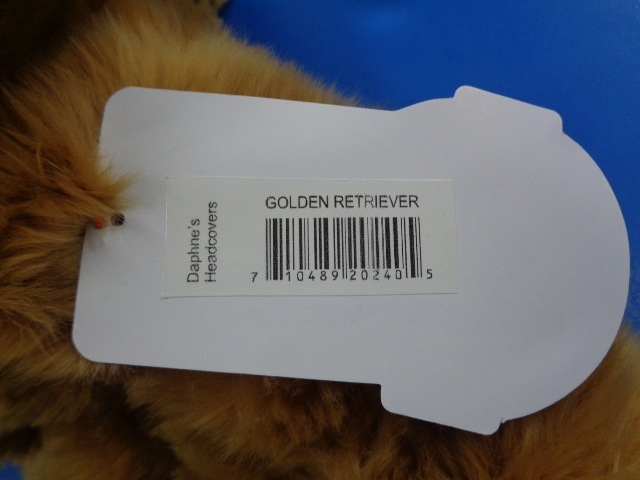 GOLDEN RETRIEVER
Daphne's
Headcovers
7 10489 20240 5